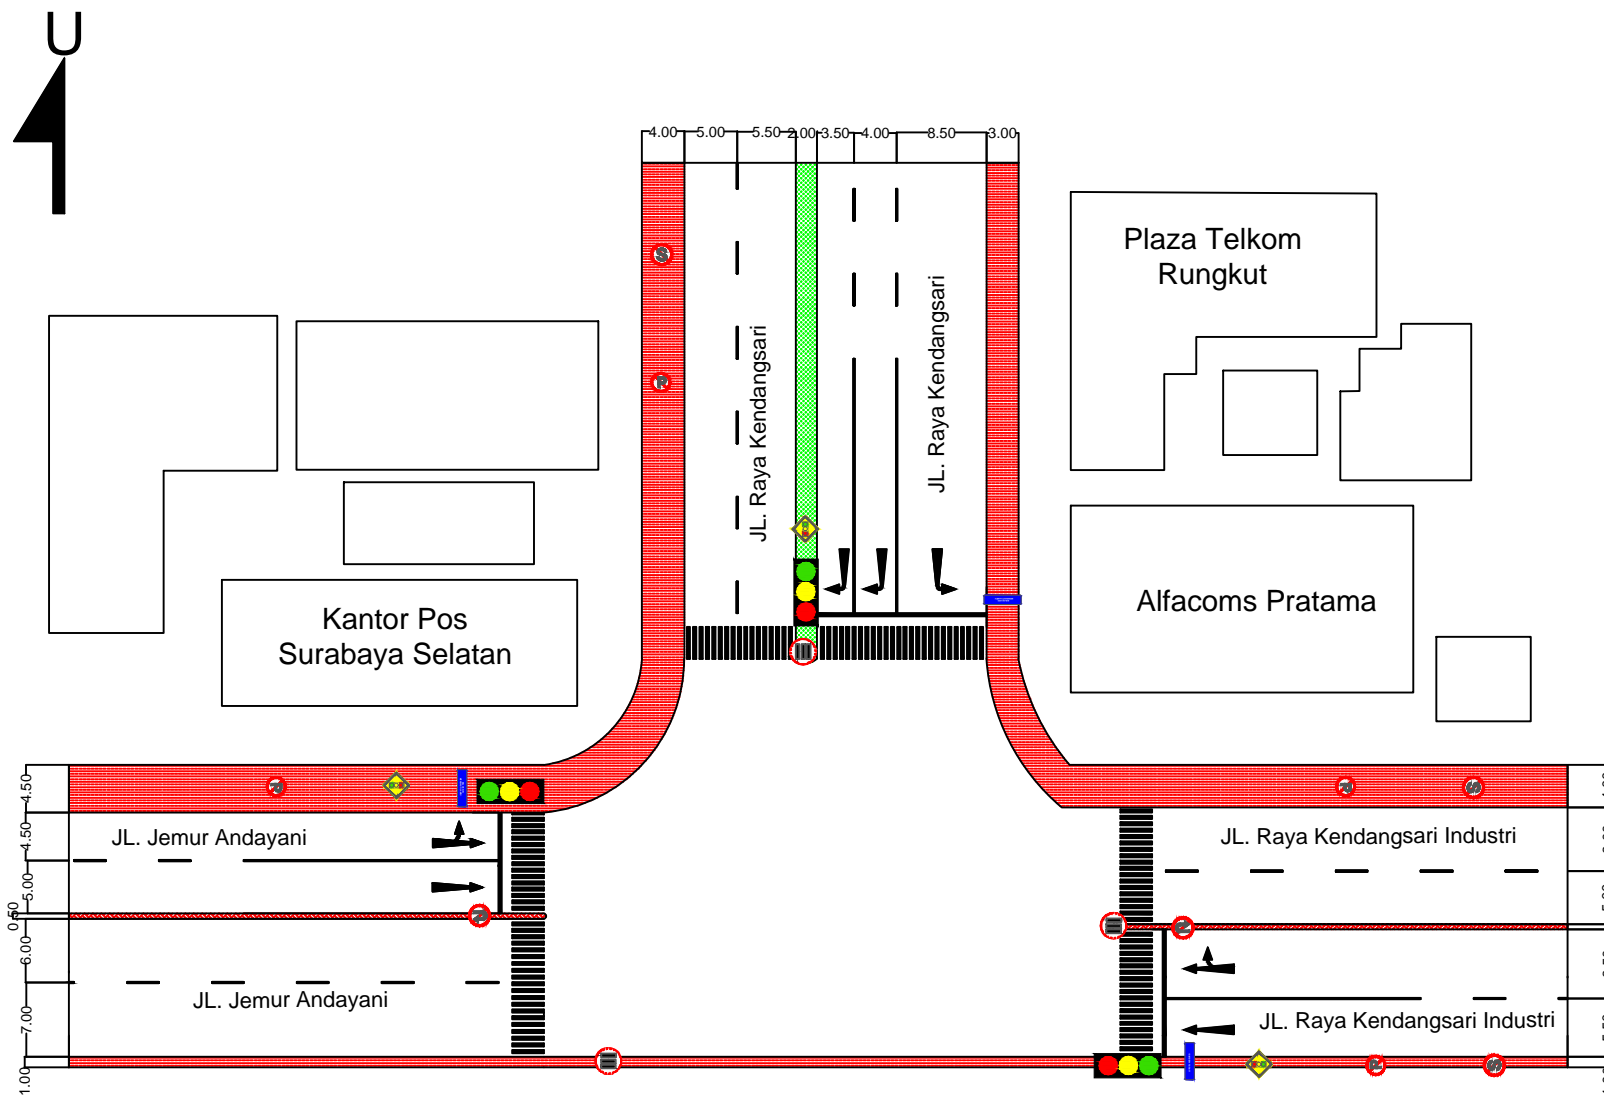 U
4.00 5.00 5.50 2.00 3.50 4.00 8.50 3.00
Plaza Telkom
Rungkut
S
R
JL. Raya Kendangsari
JL. Raya Kendangsari
Kantor Pos
Surabaya Selatan
Alfacoms Pratama
4.50
4.50
5.00
0.50
6.00
7.00
1.00
R
R
S
JL. Jemur Andayani
JL. Raya Kendangsari Industri
JL. Jemur Andayani
JL. Raya Kendangsari Industri
R
S